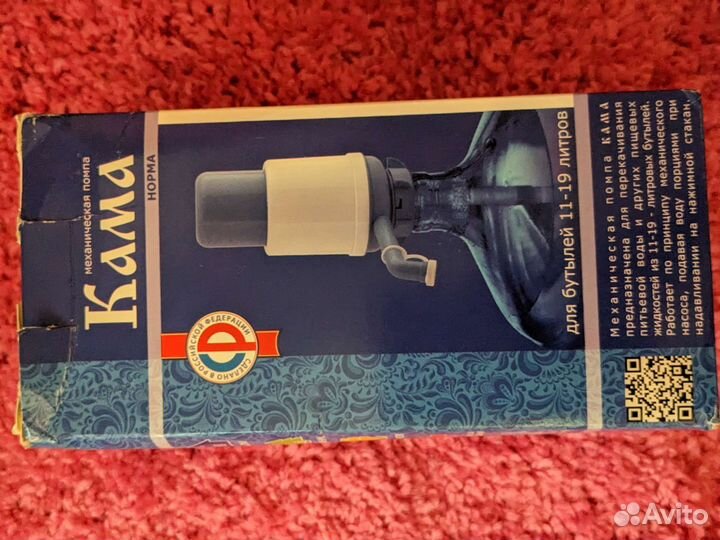 механическая помпа
КАМА
НОРМА
СДЕЛАНО В РОССИЙСКОЙ ФЕДЕРАЦИИ
для бутылей 11-19 литров
Механическая помпа КАМА
предназначена для перекачивания
питьевой воды и других пищевых
жидкостей из 11-19 - литровых бутылей.
Работает по принципу механического
насоса, подавая воду порциями при
надавливании на нажимной стакан.
Avito